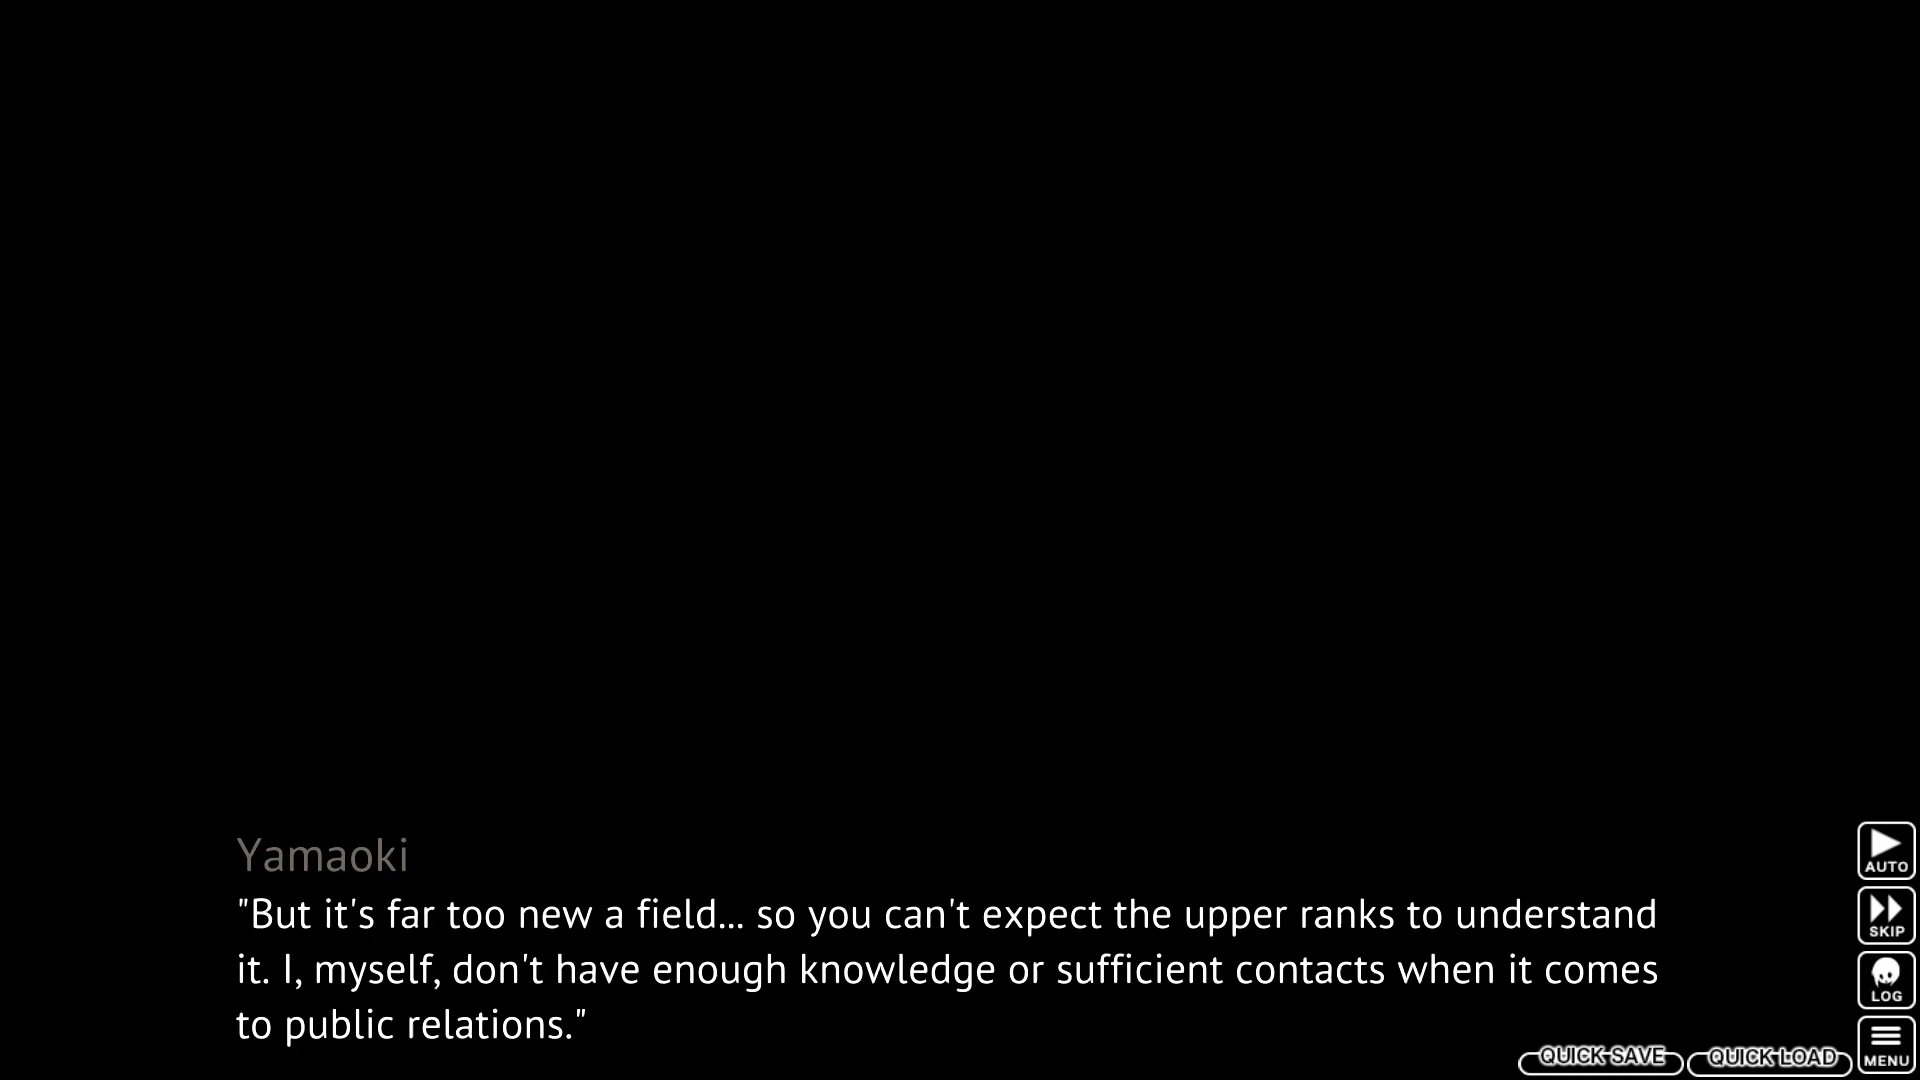 Yamaoki
"But it's far too new a field... so you can't expect the upper ranks to understand
it. I, myself, don't have enough knowledge or sufficient contacts when it comes
to public relations."
AUTO
SKIP
LOG
MENU
QUICK SAVE
QUICK LOAD